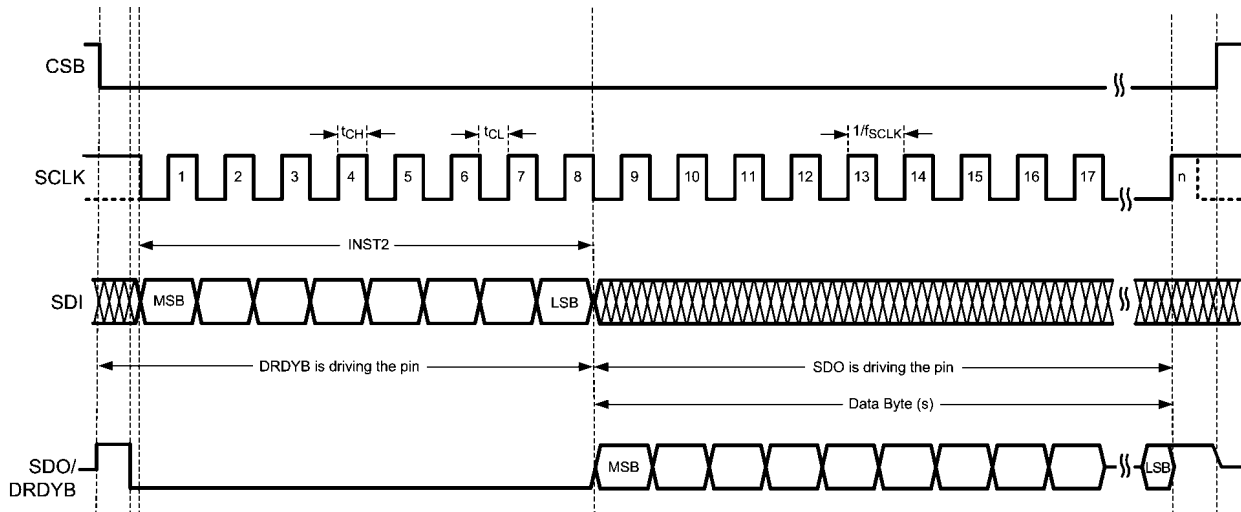 CSB
SCLK
tCH
tCL
1/fSCLK
1 2 3 4 5 6 7 8 9 10 11 12 13 14 15 16 17 n
INST2
SDI
MSB
LSB
DRDYB is driving the pin
SDO is driving the pin
Data Byte (s)
SDO/
DRDYB
MSB
LSB